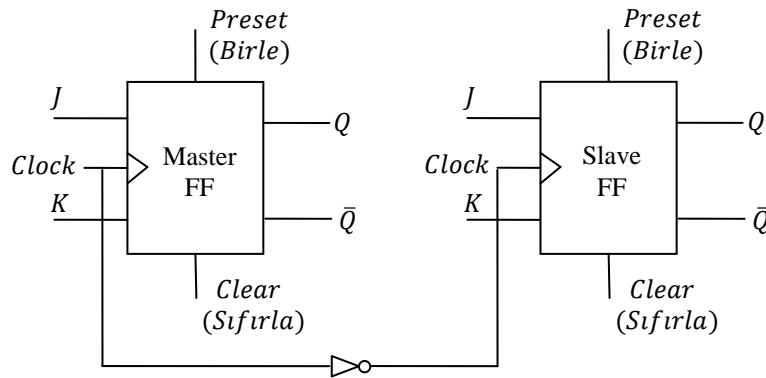 Preset
(Birle)
J
Q
Clock
Master
FF
K
Q̄
Clear
(Sıfırla)
Preset
(Birle)
J
Q
Clock
Slave
FF
K
Q̄
Clear
(Sıfırla)